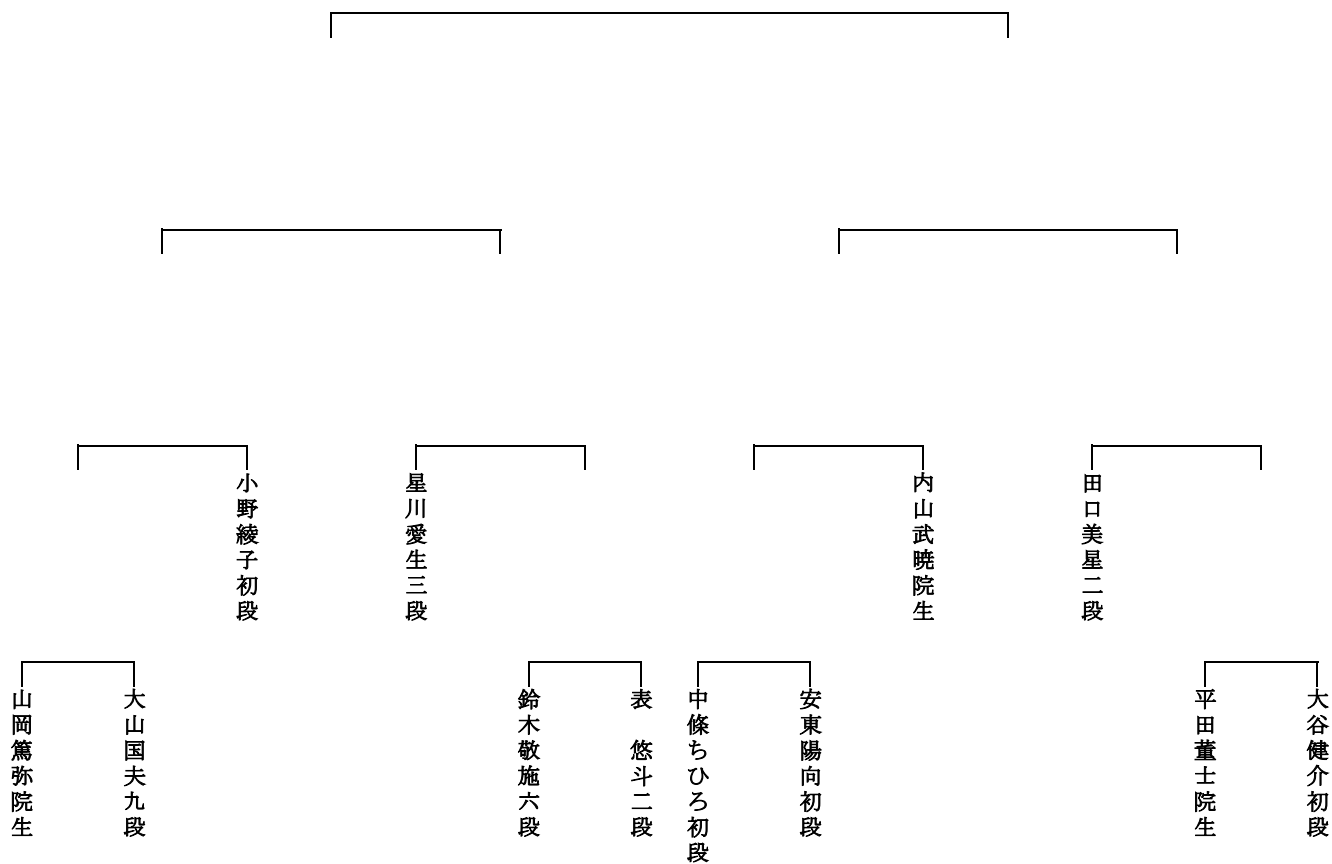 小野綾子初段
星川愛生三段
内山武暁院生
田口美星二段
山岡篤弥院生
大山国夫九段
鈴木敬施六段
表　悠斗二段
中條ちひろ初段
安東陽向初段
平田董士院生
大谷健介初段